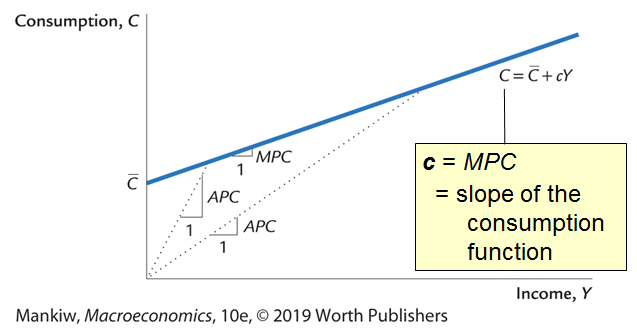 Consumption, C
C = C̄ + cY
C̄
MPC
1
APC
1
APC
1
c = MPC
= slope of the
consumption
function
Income, Y
Mankiw, Macroeconomics, 10e, © 2019 Worth Publishers